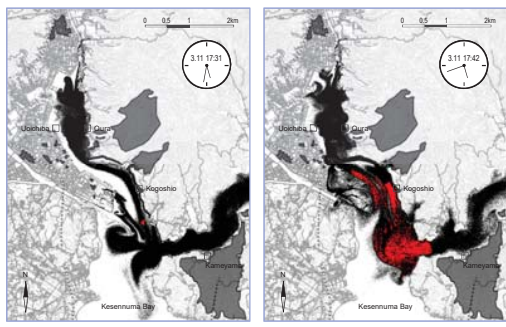 0 0.5 1 2km
3.11 17:31
Uoichiba
Oura
Kogoshio
Kameyama
N
Kesennuma Bay
0 0.5 1 2km
3.11 17:42
Uoichiba
Oura
Kogoshio
Kameyama
N
Kesennuma Bay